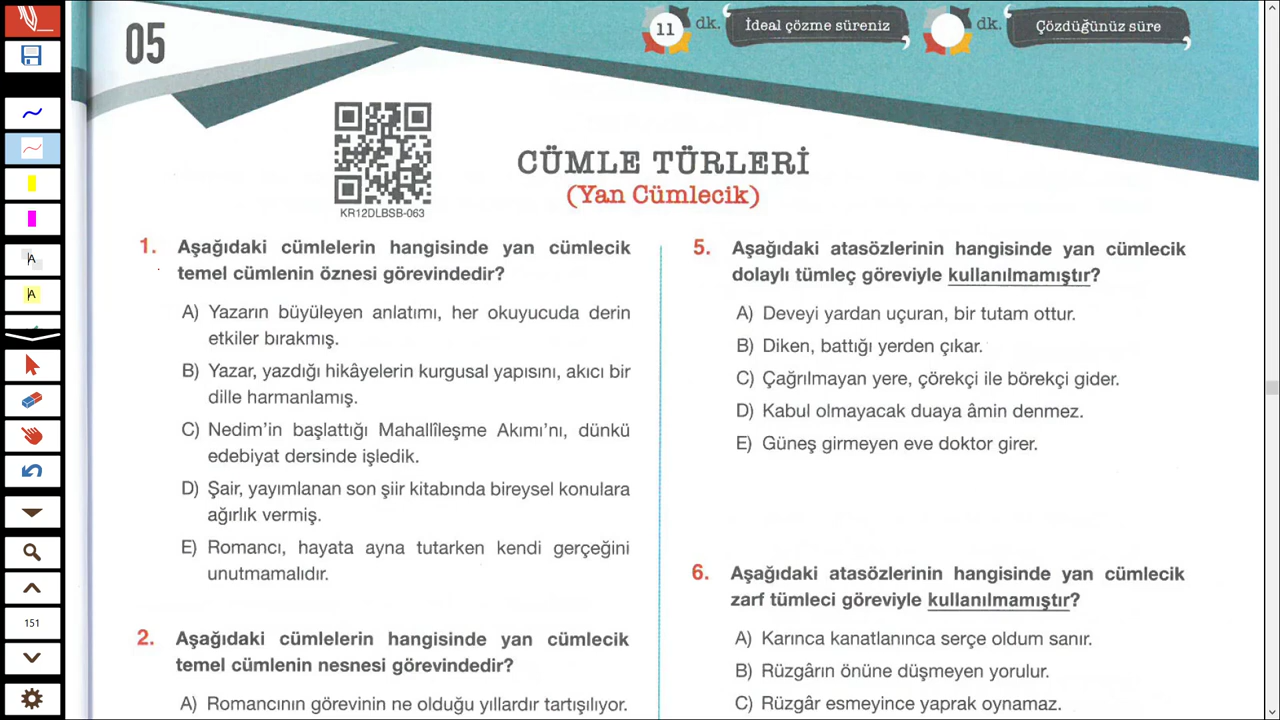 05
11 dk. İdeal çözme süreniz
dk. Çözdüğünüz süre
KR12DLBSB-063
CÜMLE TÜRLERİ
(Yan Cümlecik)
1. Aşağıdaki cümlelerin hangisinde yan cümlecik
temel cümlenin öznesi görevindedir?
A) Yazarın büyüleyen anlatımı, her okuyucuda derin
etkiler bırakmış.
B) Yazar, yazdığı hikâyelerin kurgusal yapısını, akıcı bir
dille harmanlamış.
C) Nedim'in başlattığı Mahallîleşme Akımı'nı, dünkü
edebiyat dersinde işledik.
D) Şair, yayımlanan son şiir kitabında bireysel konulara
ağırlık vermiş.
E) Romancı, hayata ayna tutarken kendi gerçeğini
unutmamalıdır.
2. Aşağıdaki cümlelerin hangisinde yan cümlecik
temel cümlenin nesnesi görevindedir?
A) Romancının görevinin ne olduğu yıllardır tartışılıyor.
5. Aşağıdaki atasözlerinin hangisinde yan cümlecik
dolaylı tümleç göreviyle kullanılmamıştır?
A) Deveyi yardan uçuran, bir tutam ottur.
B) Diken, battığı yerden çıkar.
C) Çağrılmayan yere, çörekçi ile börekçi gider.
D) Kabul olmayacak duaya âmin denmez.
E) Güneş girmeyen eve doktor girer.
6. Aşağıdaki atasözlerinin hangisinde yan cümlecik
zarf tümleci göreviyle kullanılmamıştır?
A) Karınca kanatlanınca serçe oldum sanır.
B) Rüzgârın önüne düşmeyen yorulur.
C) Rüzgâr esmeyince yaprak oynamaz.
A
A
151